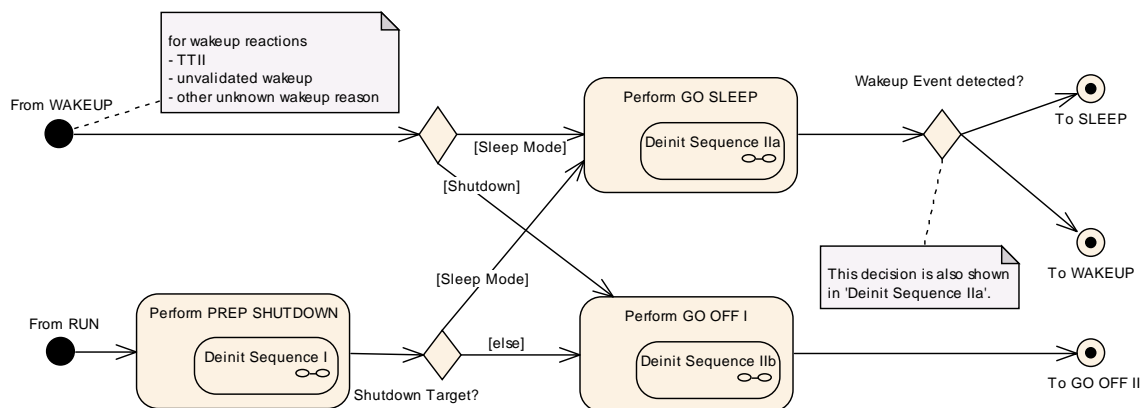 for wakeup reactions
- TTII
- unvalidated wakeup
- other unknown wakeup reason
From WAKEUP
[Sleep Mode]
[Shutdown]
Perform GO SLEEP
Deinit Sequence IIa
Wakeup Event detected?
To SLEEP
To WAKEUP
This decision is also shown
in 'Deinit Sequence IIa'.
From RUN
Perform PREP SHUTDOWN
Deinit Sequence I
Shutdown Target?
[Sleep Mode]
[else]
Perform GO OFF I
Deinit Sequence IIb
To GO OFF II